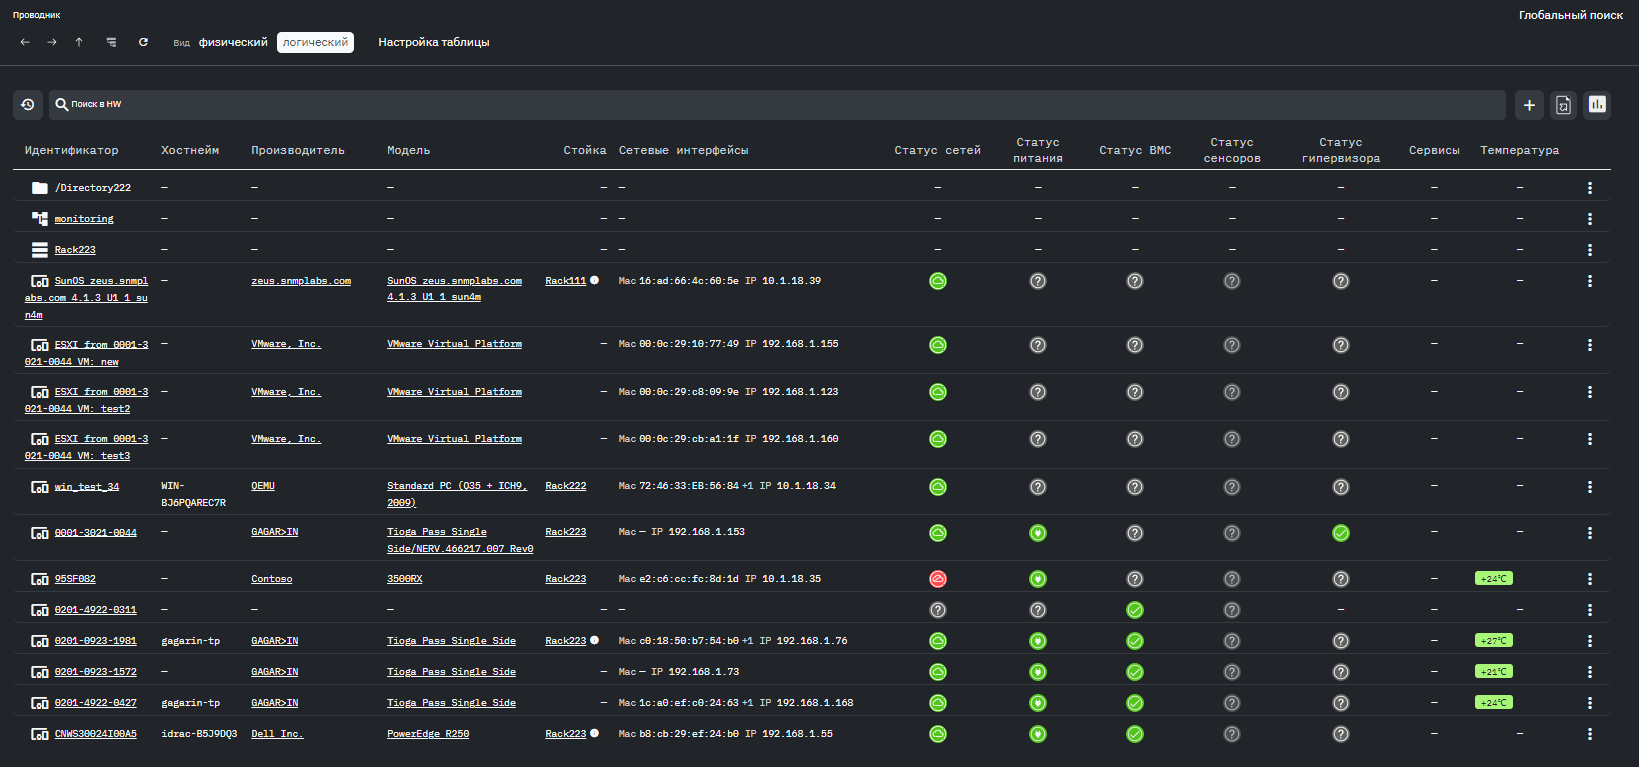 Проводник
Глобальный поиск
Вид физический логический Настройка таблицы
Поиск в HW
Идентификатор Хостнейм Производитель Модель Стойка Сетевые интерфейсы Статус сетей Статус питания Статус BMC Статус сенсоров Статус гипервизора Сервисы Температура
/Directory222 — — — — — — — — — — — —
monitoring — — — — — — — — — — — —
Rack223 — — — — — — — — — — — —
SunOS zeus.snmpl — zeus.snmplabs.com SunOS zeus.snmplabs.com Rack111 Mac 16:ad:66:4c:60:5e IP 10.1.18.39 — —
abs.com 4.1.3_U1 1 su 4.1.3_U1 1 sun4m
n4m
ESXI from 0001-3 — VMware, Inc. VMware Virtual Platform — Mac 00:0c:29:10:77:49 IP 192.168.1.155 — —
021-0044 VM: new
ESXI from 0001-3 — VMware, Inc. VMware Virtual Platform — Mac 00:0c:29:c8:09:9e IP 192.168.1.123 — —
021-0044 VM: test2
ESXI from 0001-3 — VMware, Inc. VMware Virtual Platform — Mac 00:0c:29:cb:a1:1f IP 192.168.1.160 — —
021-0044 VM: test3
win_test_34 WIN- QEMU Standard PC (Q35 + ICH9, Rack222 Mac 72:46:33:EB:56:84 +1 IP 10.1.18.34 — —
BJ6PQAREC7R 2009)
0001-3021-0044 — GAGAR>IN Tioga Pass Single Rack223 Mac — IP 192.168.1.153 — —
Side/NERV.466217.007 Rev0
95SF082 — Contoso 3500RX Rack223 Mac e2:c6:cc:fc:8d:1d IP 10.1.18.35 — +24℃
0201-4922-0311 — — — — — — — —
0201-0923-1981 gagarin-tp GAGAR>IN Tioga Pass Single Side Rack223 Mac c0:18:50:b7:54:b0 +1 IP 192.168.1.76 — +27℃
0201-0923-1572 — GAGAR>IN Tioga Pass Single Side — Mac — IP 192.168.1.73 — +21℃
0201-4922-0427 gagarin-tp GAGAR>IN Tioga Pass Single Side — Mac 1c:a0:ef:c0:24:63 +1 IP 192.168.1.168 — +24℃
CNWS30024I00A5 idrac-B5J9DQ3 Dell Inc. PowerEdge R250 Rack223 Mac b8:cb:29:ef:24:b0 IP 192.168.1.55 — —